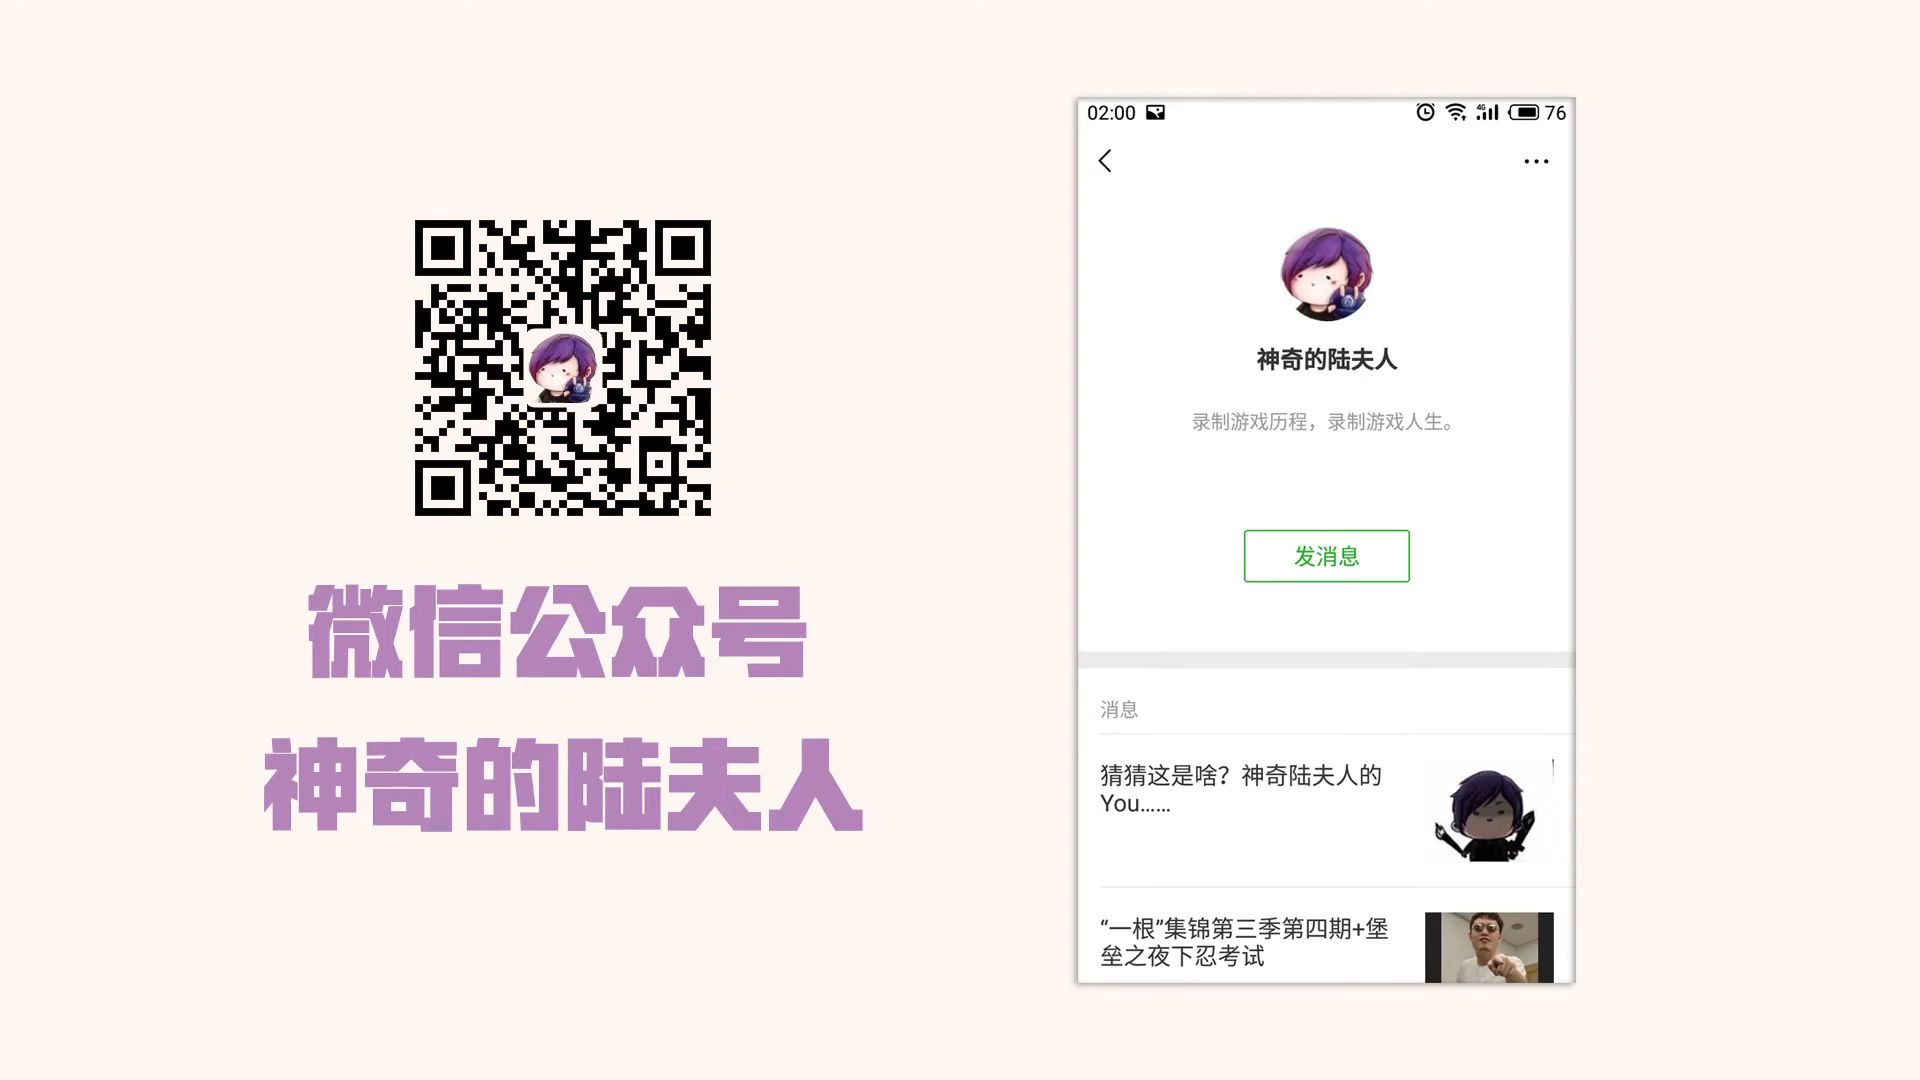 微信公众号
神奇的陆夫人
02:00
4G
76
神奇的陆夫人
录制游戏历程，录制游戏人生。
发消息
消息
猜猜这是啥？神奇陆夫人的
You……
“一根”集锦第三季第四期+堡
垒之夜下忍考试